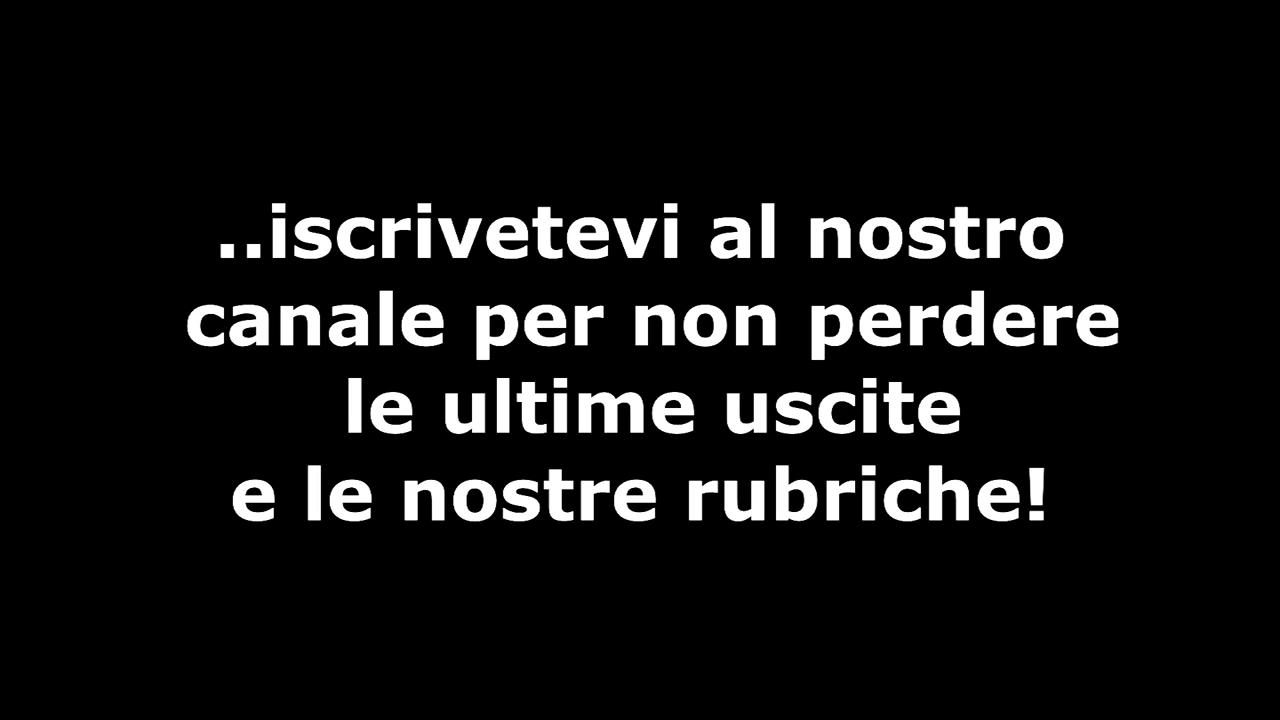 ..iscrivetevi al nostro
canale per non perdere
le ultime uscite
e le nostre rubriche!